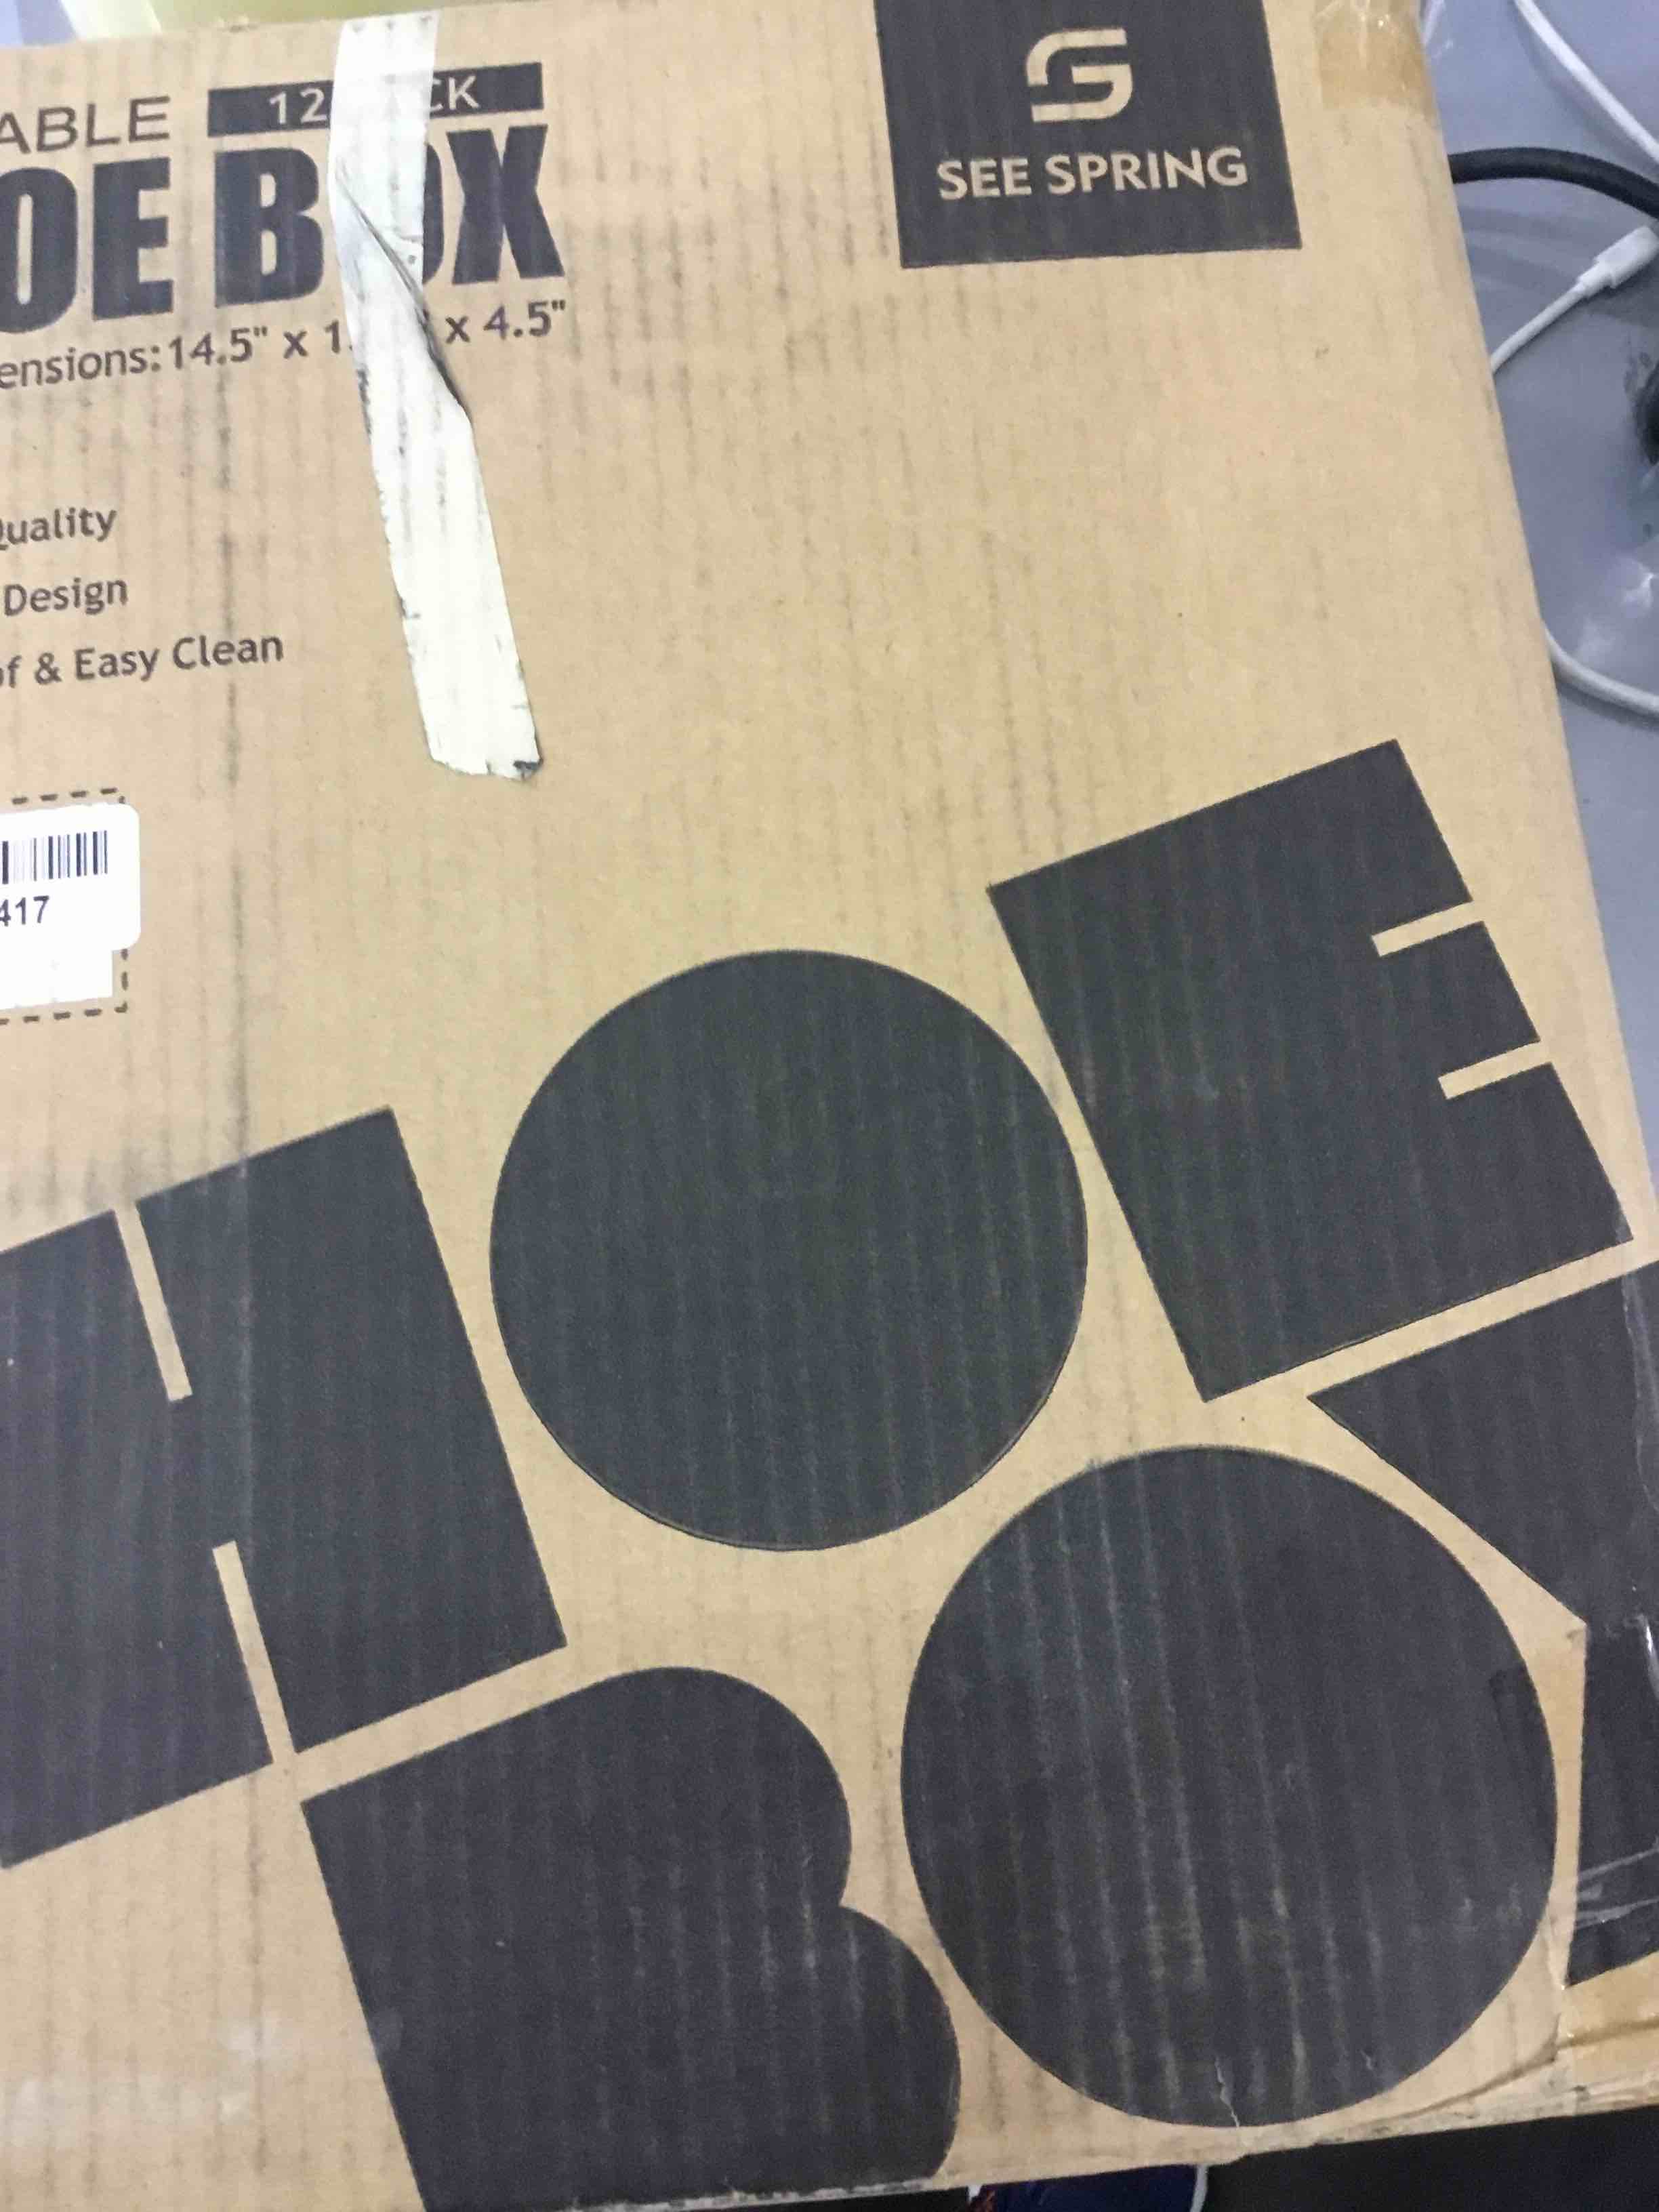 ABLE
12 CK
OE BOX
ensions:14.5" x 1. x 4.5"
SEE SPRING
Quality
Design
of & Easy Clean
417
HOE
BOX